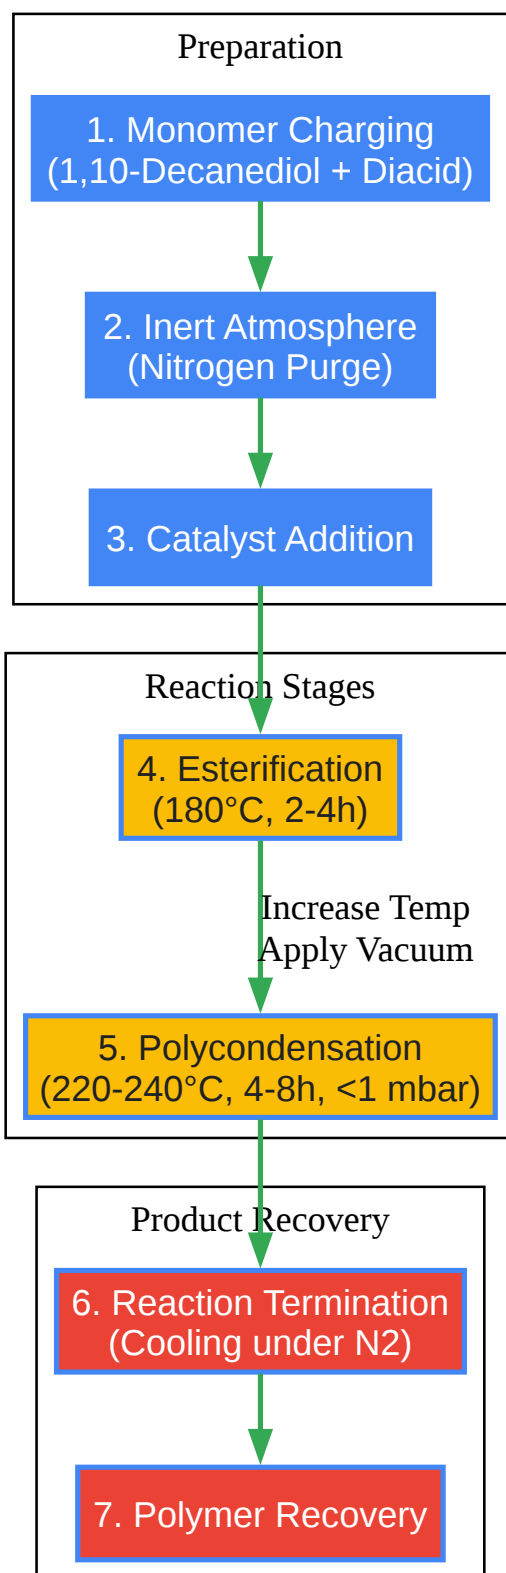 Preparation
1. Monomer Charging
(1,10-Decanediol + Diacid)
2. Inert Atmosphere
(Nitrogen Purge)
3. Catalyst Addition
Reaction Stages
4. Esterification
(180°C, 2-4h)
Increase Temp
Apply Vacuum
5. Polycondensation
(220-240°C, 4-8h, <1 mbar)
Product Recovery
6. Reaction Termination
(Cooling under N2)
7. Polymer Recovery